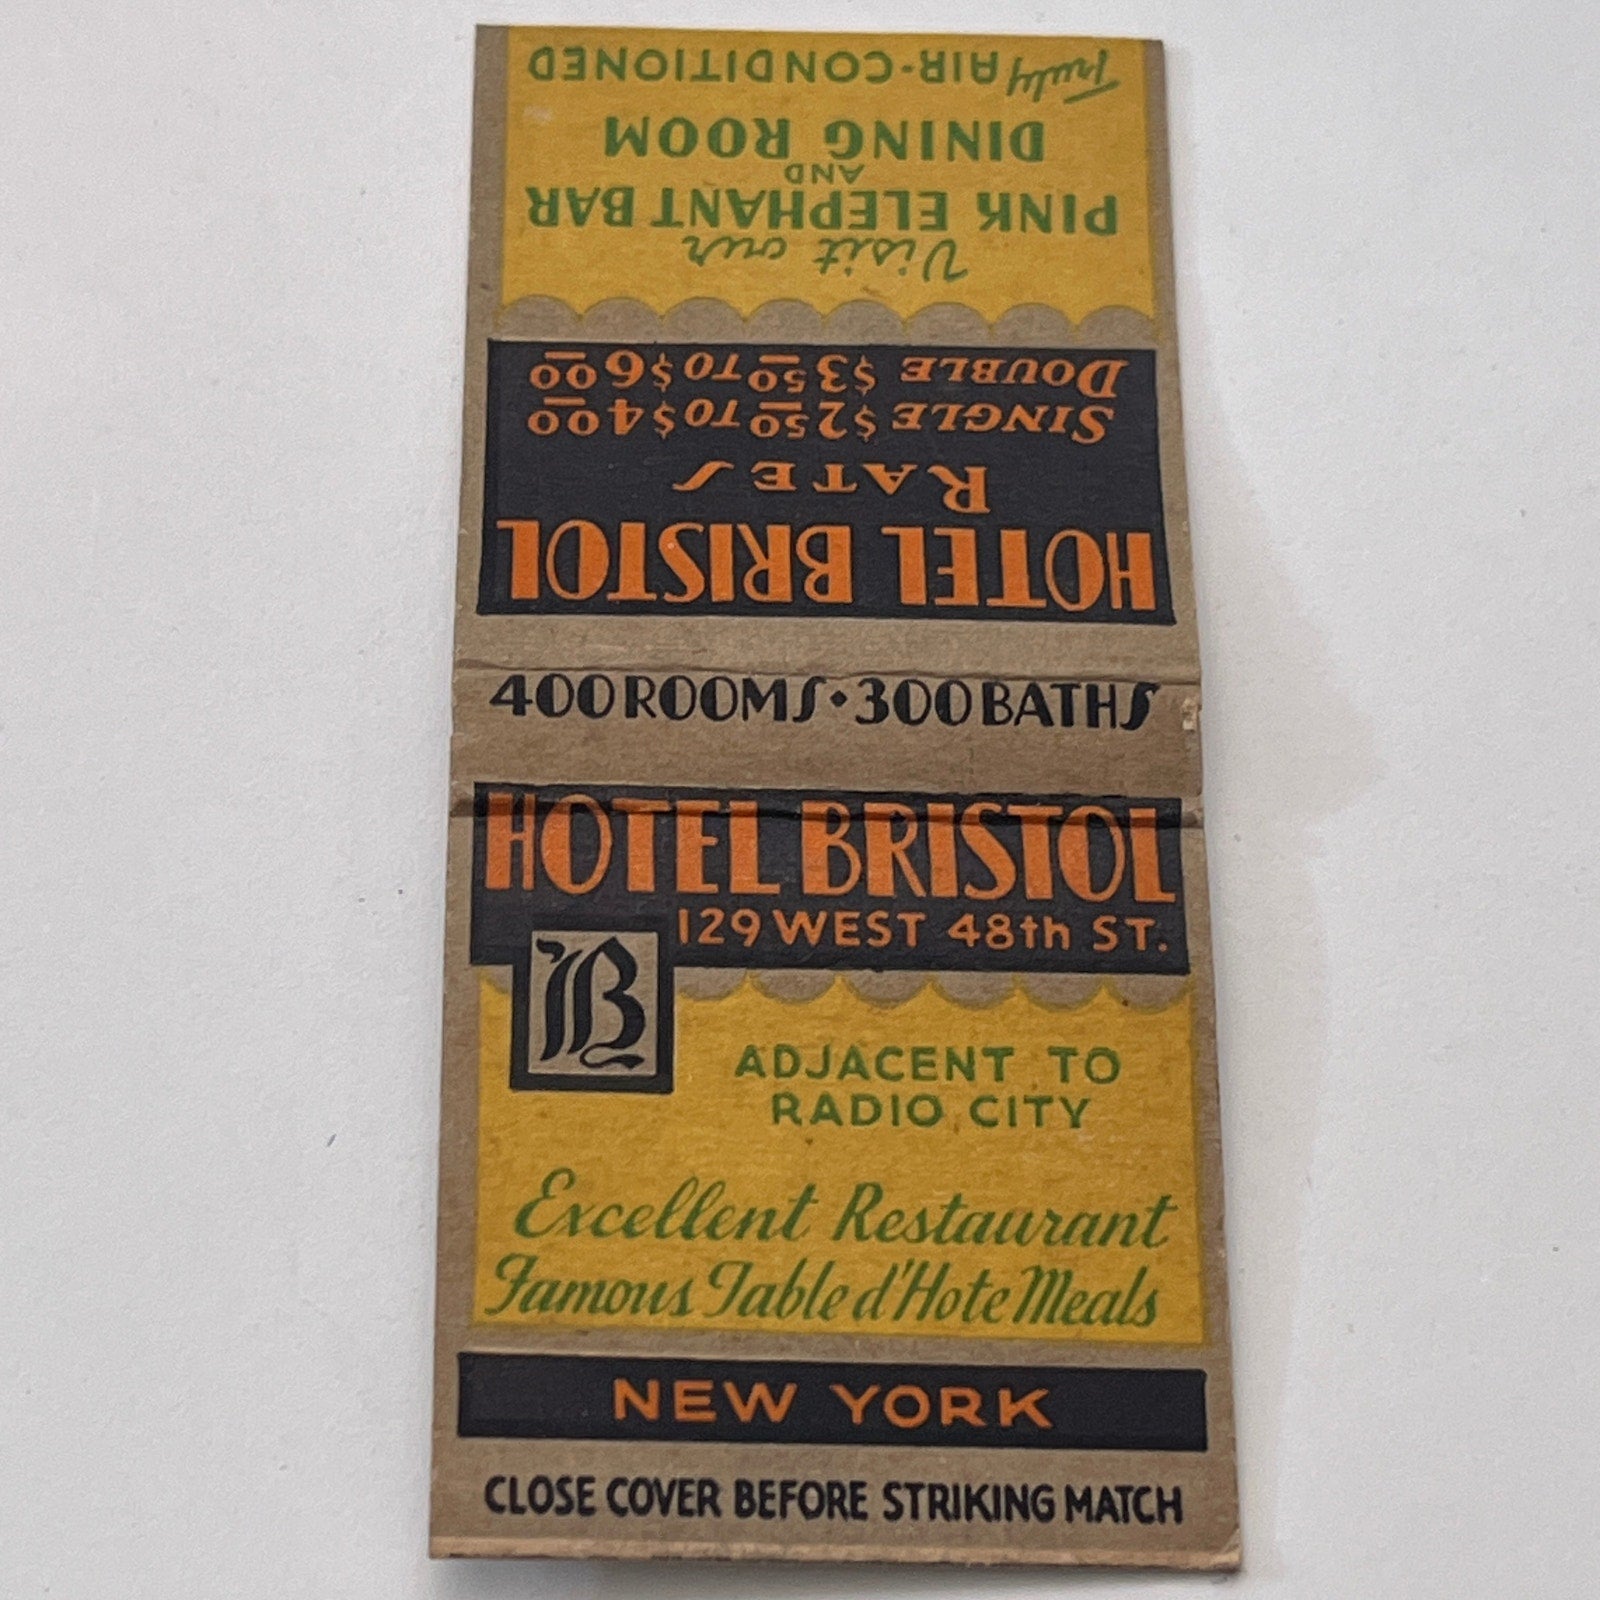 HOTEL BRISTOL
129 WEST 48th ST.
B
ADJACENT TO
RADIO CITY
Excellent Restaurant
Famous Table d'Hote Meals
NEW YORK
CLOSE COVER BEFORE STRIKING MATCH
400 ROOMS • 300 BATHS
HOTEL BRISTOL
RATES
SINGLE $2.50 TO $4.00
DOUBLE $3.50 TO $6.00
Visit our
PINK ELEPHANT BAR
AND
DINING ROOM
Truly AIR-CONDITIONED